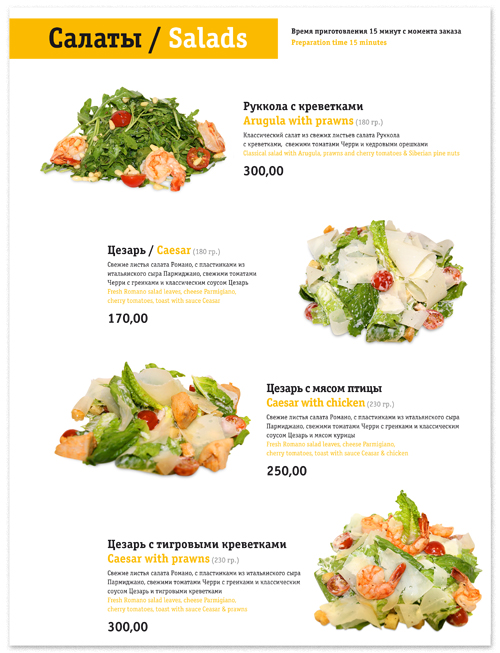 Салаты / Salads
Время приготовления 15 минут с момента заказа
Preparation time 15 minutes
Руккола с креветками
Arugula with prawns (180 гр.)
Классический салат из свежих листьев салата Руккола
с креветками, свежими томатами Черри и кедровыми орешками
Classical salad with Arugula, prawns and cherry tomatoes & Siberian pine nuts
300,00
Цезарь / Caesar (180 гр.)
Свежие листья салата Романо, с пластинками из
итальянского сыра Пармиджано, свежими томатами
Черри с гренками и классическим соусом Цезарь
Fresh Romano salad leaves, cheese Parmigiano,
cherry tomatoes, toast with sauce Ceasar
170,00
Цезарь с мясом птицы
Caesar with chicken (230 гр.)
Свежие листья салата Романо, с пластинками из итальянского сыра
Пармиджано, свежими томатами Черри с гренками и классическим
соусом Цезарь и мясом курицы
Fresh Romano salad leaves, cheese Parmigiano,
cherry tomatoes, toast with sauce Ceasar & chicken
250,00
Цезарь с тигровыми креветками
Caesar with prawns (230 гр.)
Свежие листья салата Романо, с пластинками из итальянского сыра
Пармиджано, свежими томатами Черри с гренками и классическим
соусом Цезарь и тигровыми креветками
Fresh Romano salad leaves, cheese Parmigiano,
cherry tomatoes, toast with sauce Ceasar & prawns
300,00